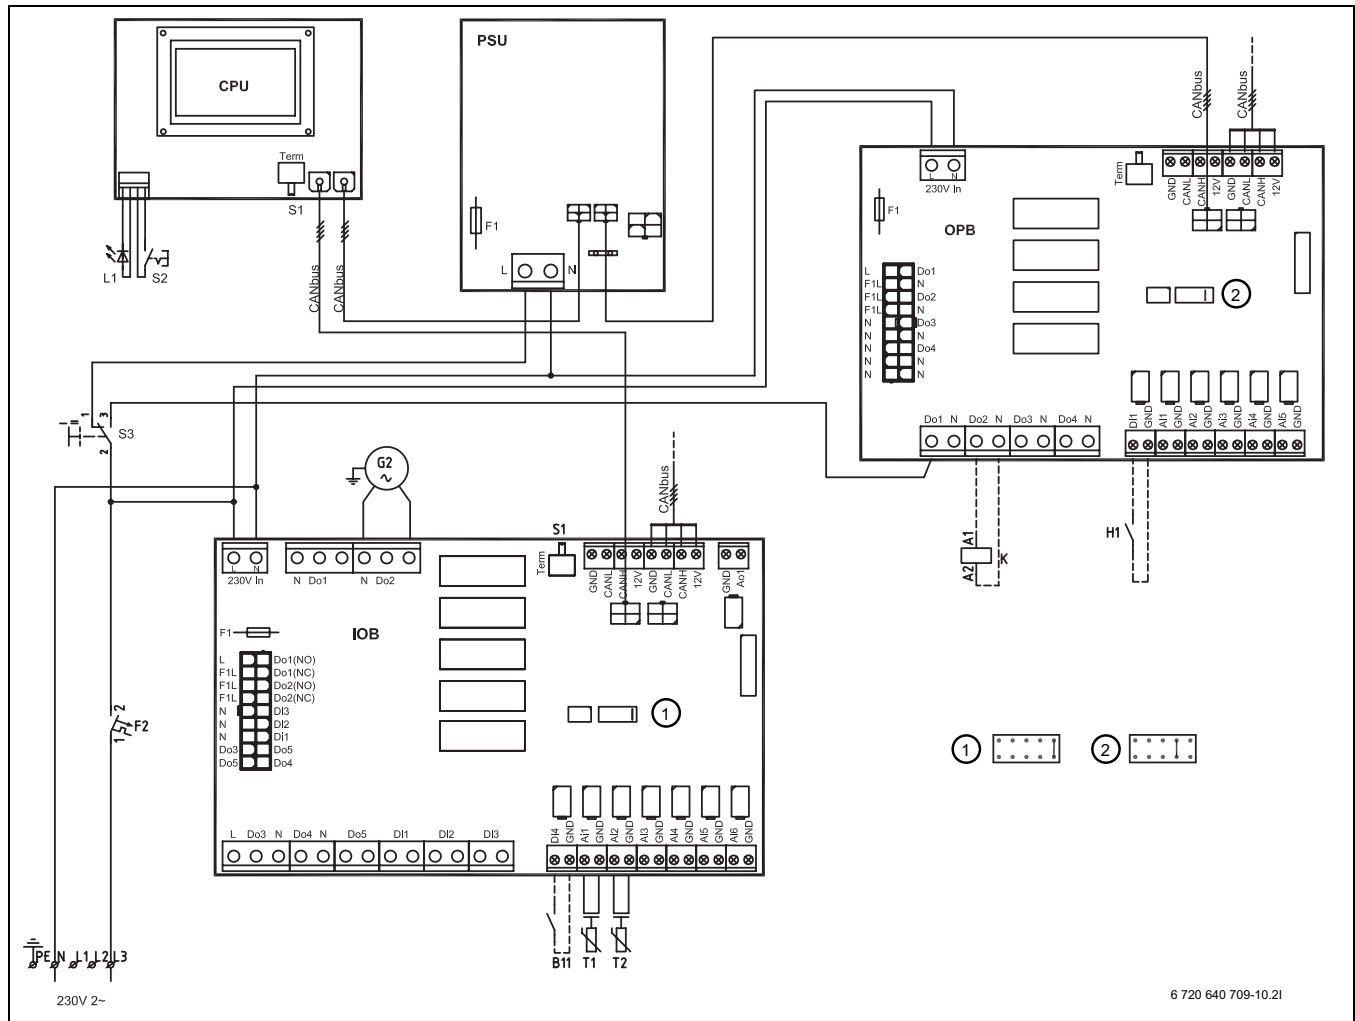 CPU
Term
S1
L1
S2
CANbus
CANbus
PSU
F1
L
N
CANbus
CANbus
L N
230V In
Term
GND
CANL
CANH
12V
GND
CANL
CANH
12V
F1
OPB
L Do1
F1L N
F1L Do2
F1L N
N Do3
N N
N Do4
N N
N N
2
Do1 N Do2 N Do3 N Do4 N
DI1
GND
AI1
GND
AI2
GND
Ai3
GND
Ai4
GND
AI5
GND
A1
A2
K
H1
1
3
2
S3
G2
~
CANbus
L N
230V In
N Do1 N Do2
S1
Term
GND
CANL
CANH
12V
GND
CANL
CANH
12V
GND
Ao1
F1
IOB
L Do1(NO)
F1L Do1(NC)
F1L Do2(NO)
F1L Do2(NC)
N DI3
N DI2
N Di1
Do3 Do5
Do5 Do4
1
L Do3 N Do4 N Do5 DI1 DI2 DI3
DI4
GND
Ai1
GND
AI2
GND
AI3
GND
AI4
GND
AI5
GND
AI6
GND
B11 T1 T2
2
1
F2
PE N L1 L2 L3
230V 2~
1
2
6 720 640 709-10.2I